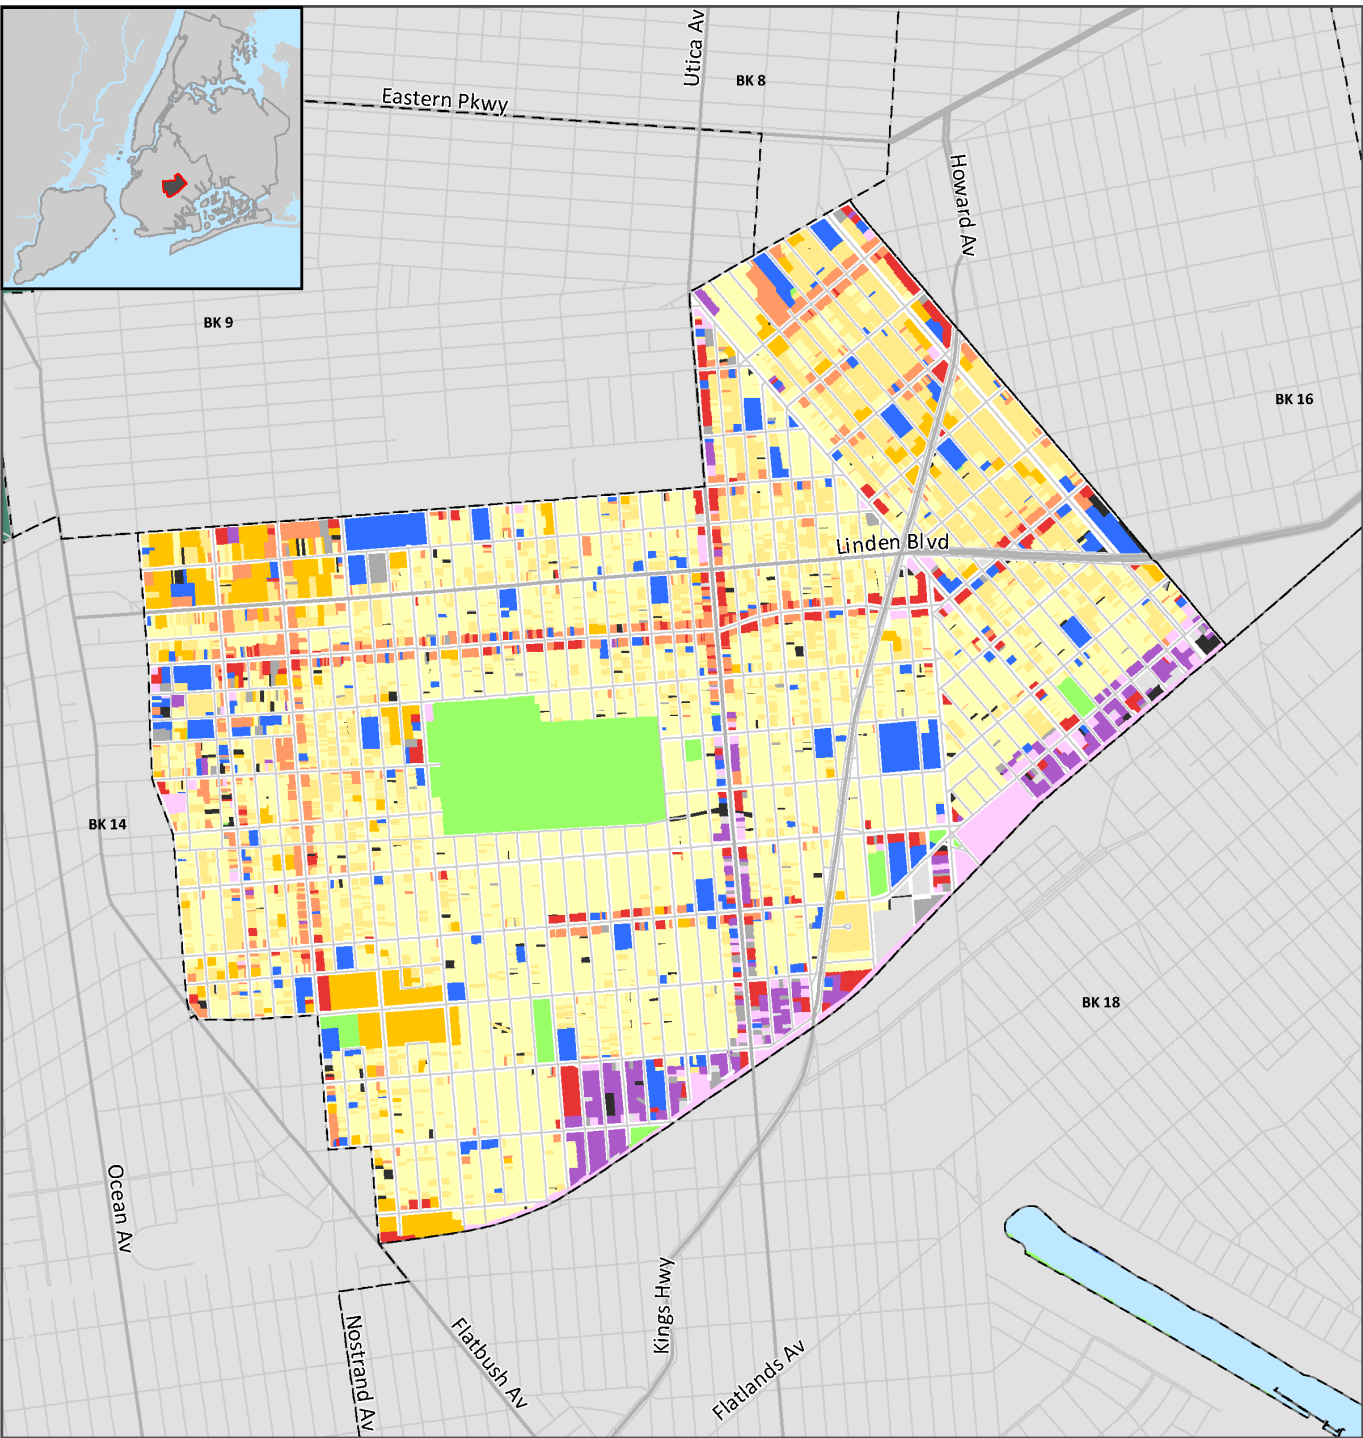 Utica Av
BK 8
Eastern Pkwy
Howard Av
BK 9
BK 16
Linden Blvd
BK 14
BK 18
Ocean Av
Kings Hwy
Nostrand Av
Flatbush Av
Flatlands Av